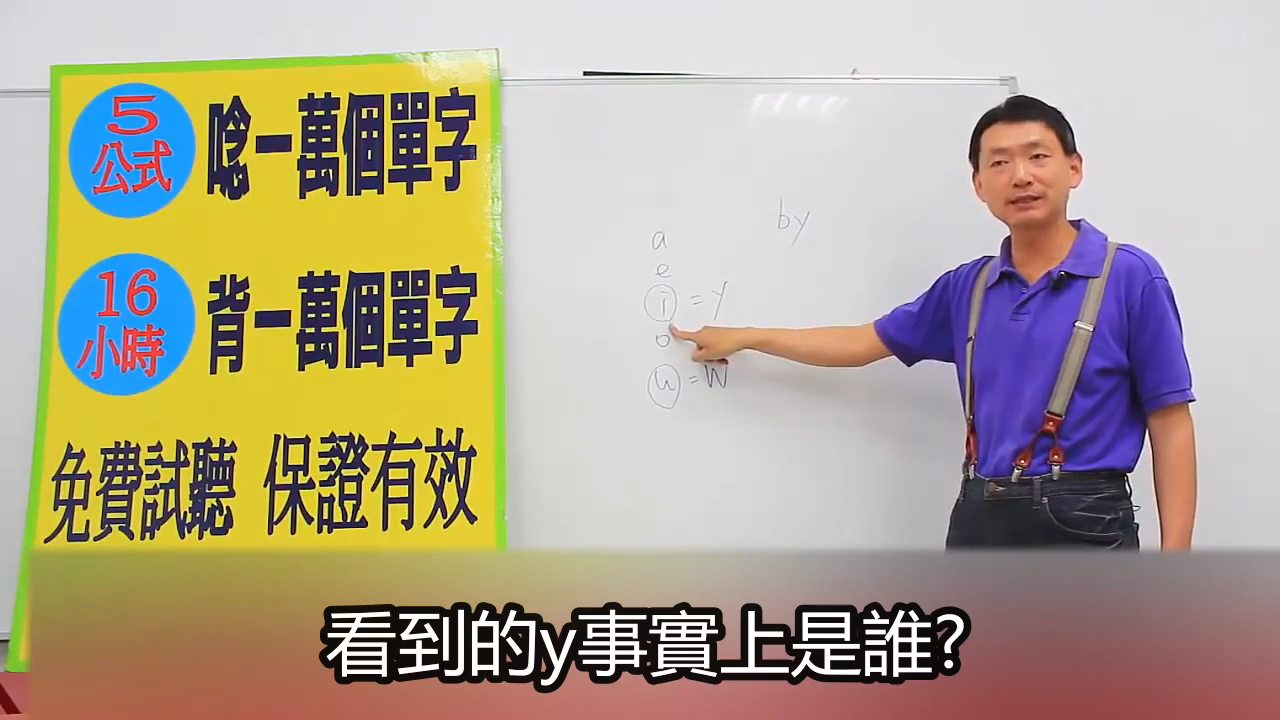 5
公式
唸一萬個單字
16
小時
背一萬個單字
免費試聽 保證有效
by
a
e
i = y
o
u = w
看到的y事實上是誰?